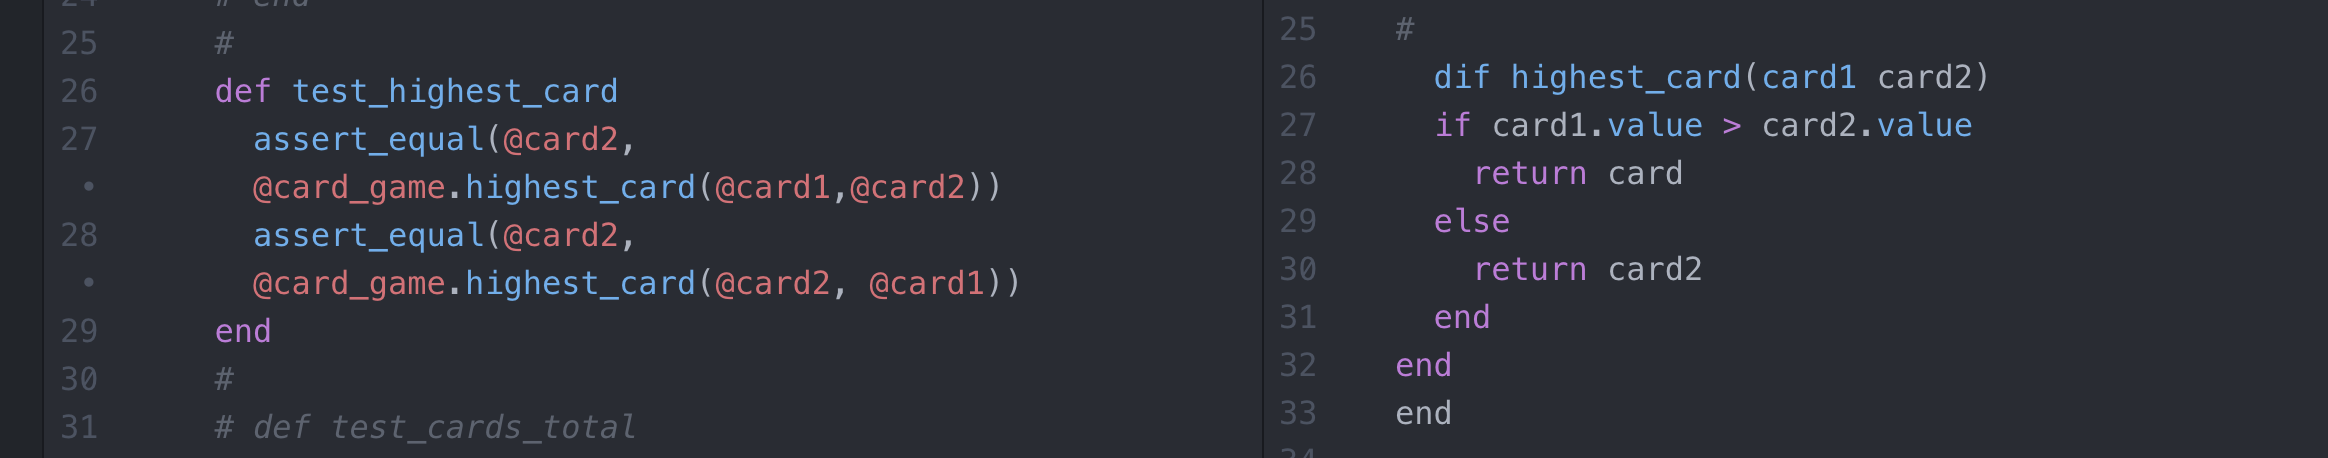 24 # end
25 #
26 def test_highest_card
27 assert_equal(@card2,
• @card_game.highest_card(@card1,@card2))
28 assert_equal(@card2,
• @card_game.highest_card(@card2, @card1))
29 end
30 #
31 # def test_cards_total
25 #
26 dif highest_card(card1 card2)
27 if card1.value > card2.value
28 return card
29 else
30 return card2
31 end
32 end
33 end
34